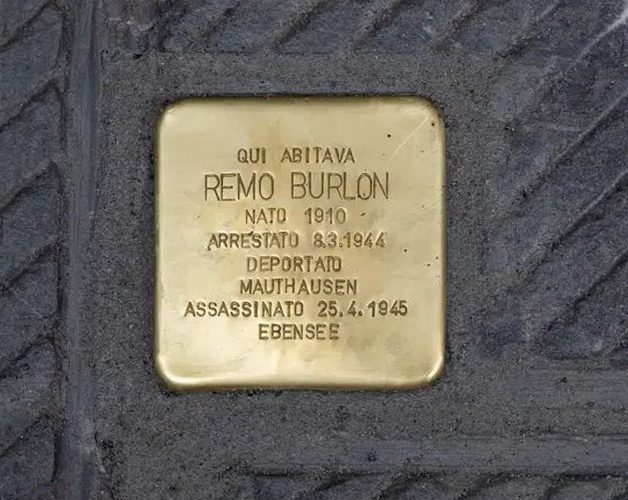 QUI ABITAVA
REMO BURLON
NATO 1910
ARRESTATO 8.3.1944
DEPORTATO
MAUTHAUSEN
ASSASSINATO 25.4.1945
EBENSEE